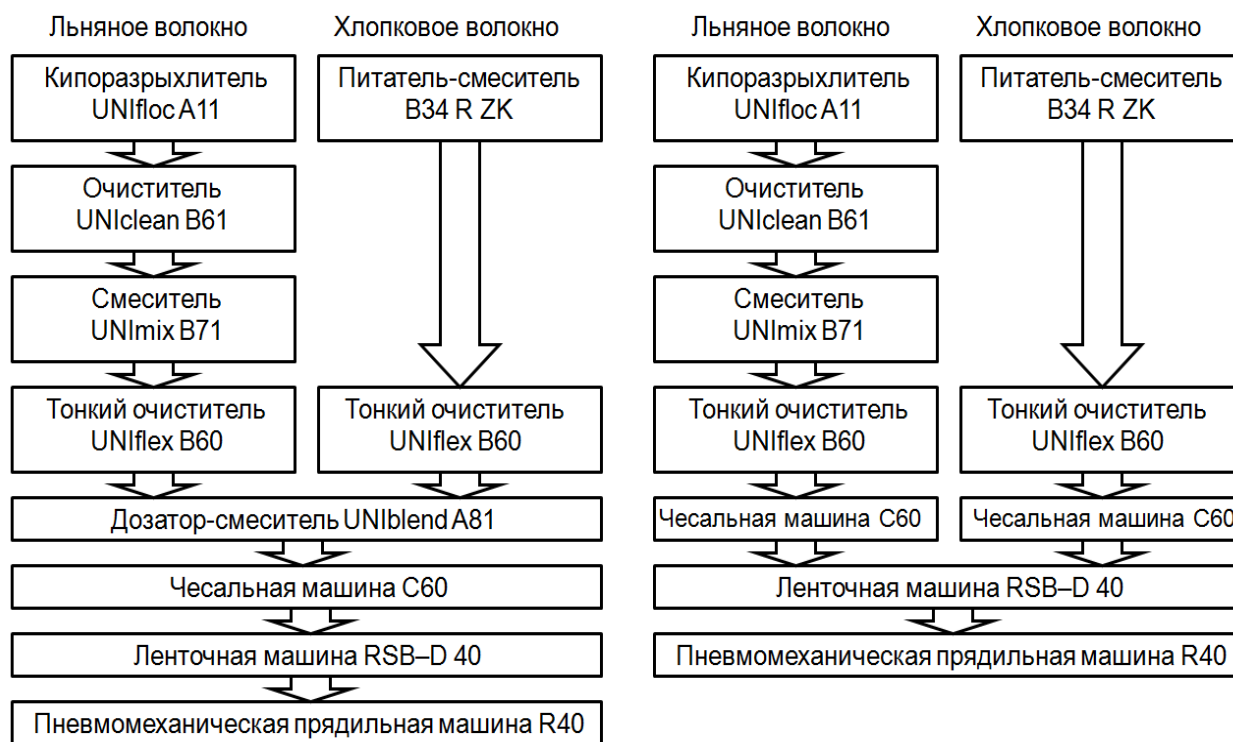 Льняное волокно
Хлопковое волокно
Кипоразрыхлитель
UNIfloc A11
Питатель-смеситель
B34 R ZK
Очиститель
UNIclean B61
Смеситель
UNImix B71
Тонкий очиститель
UNIflex B60
Тонкий очиститель
UNIflex B60
Дозатор-смеситель UNIblend A81
Чесальная машина C60
Ленточная машина RSB–D 40
Пневмомеханическая прядильная машина R40
Льняное волокно
Хлопковое волокно
Кипоразрыхлитель
UNIfloc A11
Питатель-смеситель
B34 R ZK
Очиститель
UNIclean B61
Смеситель
UNImix B71
Тонкий очиститель
UNIflex B60
Тонкий очиститель
UNIflex B60
Чесальная машина C60
Чесальная машина C60
Ленточная машина RSB–D 40
Пневмомеханическая прядильная машина R40